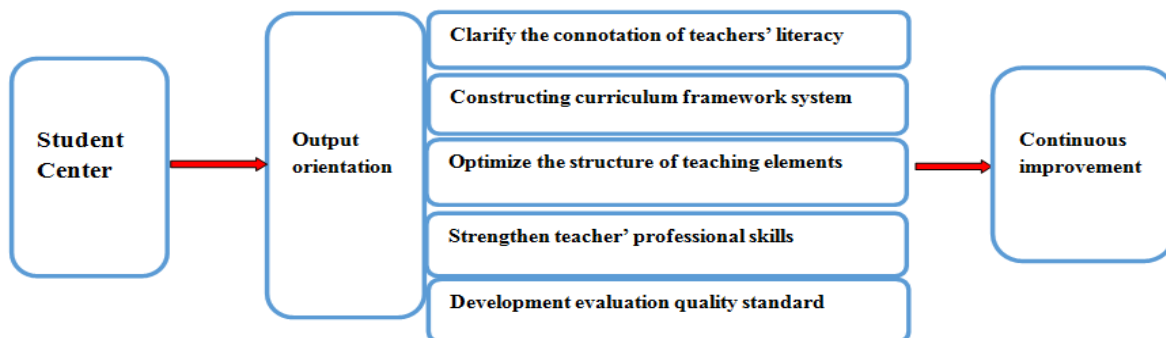 Student
Center
Output
orientation
Clarify the connotation of teachers' literacy
Constructing curriculum framework system
Optimize the structure of teaching elements
Strengthen teacher' professional skills
Development evaluation quality standard
Continuous
improvement